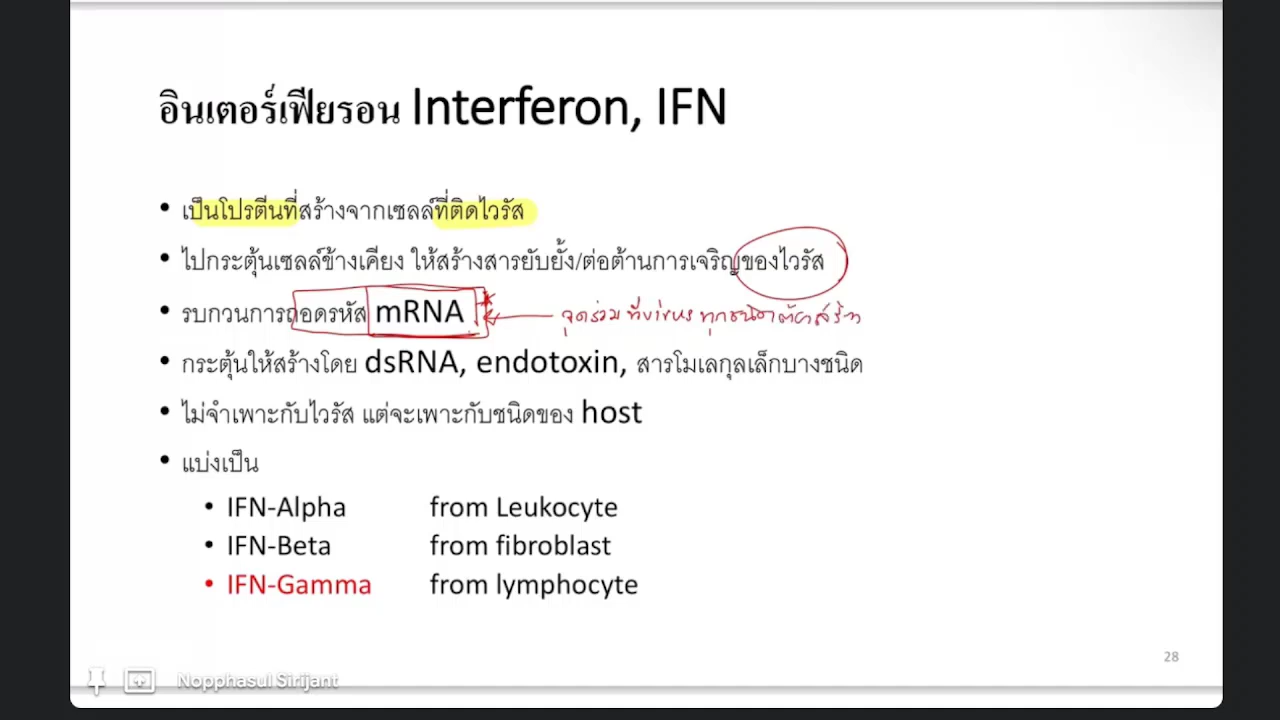 อินเตอร์เฟียรอน Interferon, IFN
• เป็นโปรตีนที่สร้างจากเซลล์ที่ติดไวรัส
• ไปกระตุ้นเซลล์ข้างเคียง ให้สร้างสารยับยั้ง/ต่อต้านการเจริญของไวรัส
• รบกวนการถอดรหัส mRNA จุดร่วม ที่virus ทุกชนิดต้องสร้าง
• กระตุ้นให้สร้างโดย dsRNA, endotoxin, สารโมเลกุลเล็กบางชนิด
• ไม่จำเพาะกับไวรัส แต่จะเพาะกับชนิดของ host
• แบ่งเป็น
• IFN-Alpha from Leukocyte
• IFN-Beta from fibroblast
• IFN-Gamma from lymphocyte
28
Nopphasul Sirijant